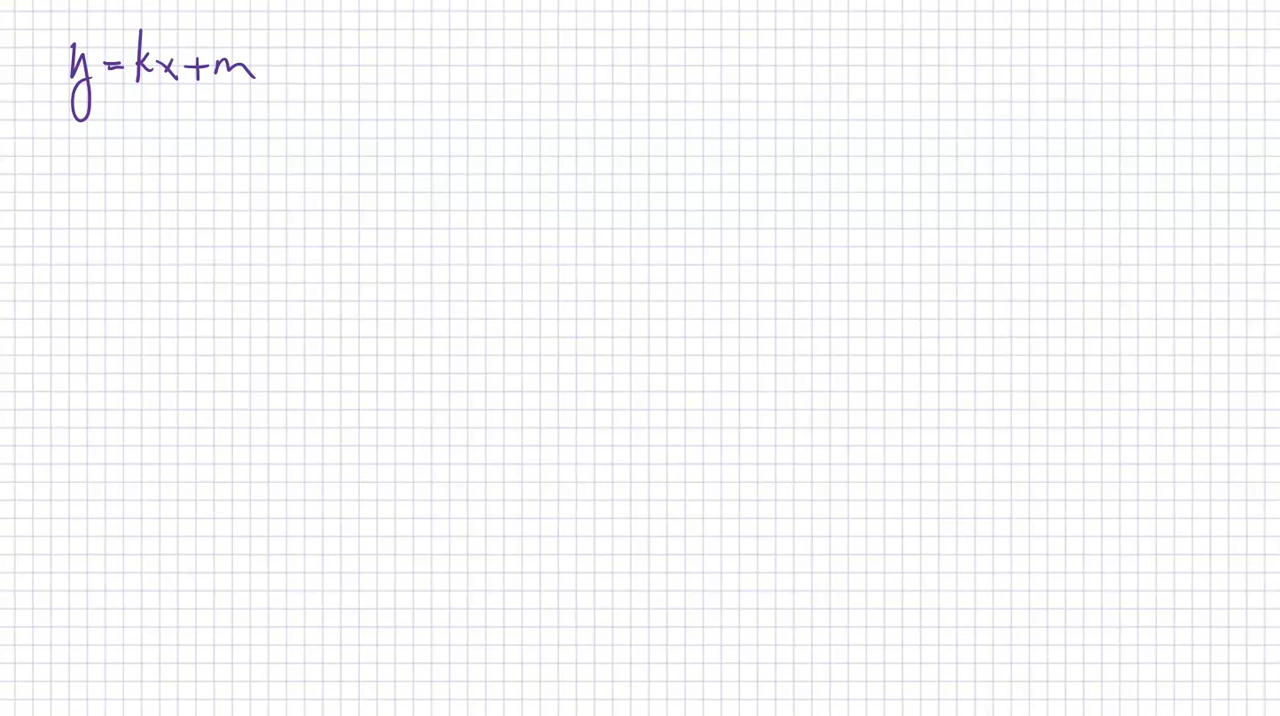 y = kx + m